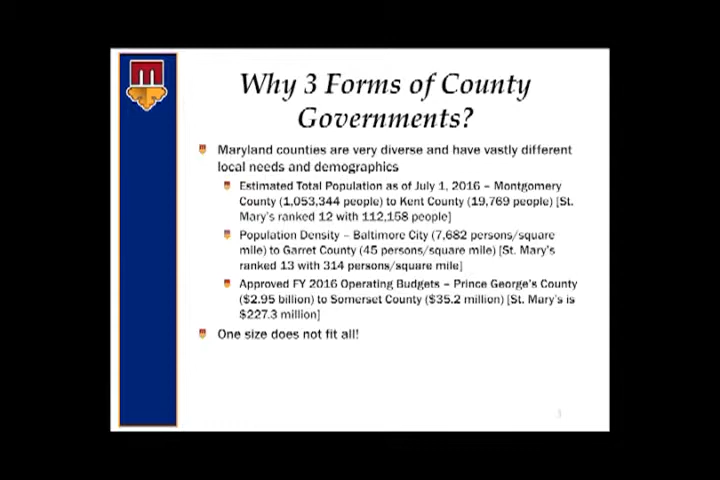 Why 3 Forms of County
Governments?
Maryland counties are very diverse and have vastly different
local needs and demographics
Estimated Total Population as of July 1, 2016 – Montgomery
County (1,053,344 people) to Kent County (19,769 people) [St.
Mary's ranked 12 with 112,158 people]
Population Density – Baltimore City (7,682 persons/square
mile) to Garret County (45 persons/square mile) [St. Mary's
ranked 13 with 314 persons/square mile]
Approved FY 2016 Operating Budgets – Prince George's County
($2.95 billion) to Somerset County ($35.2 million) [St. Mary's is
$227.3 million]
One size does not fit all!
3